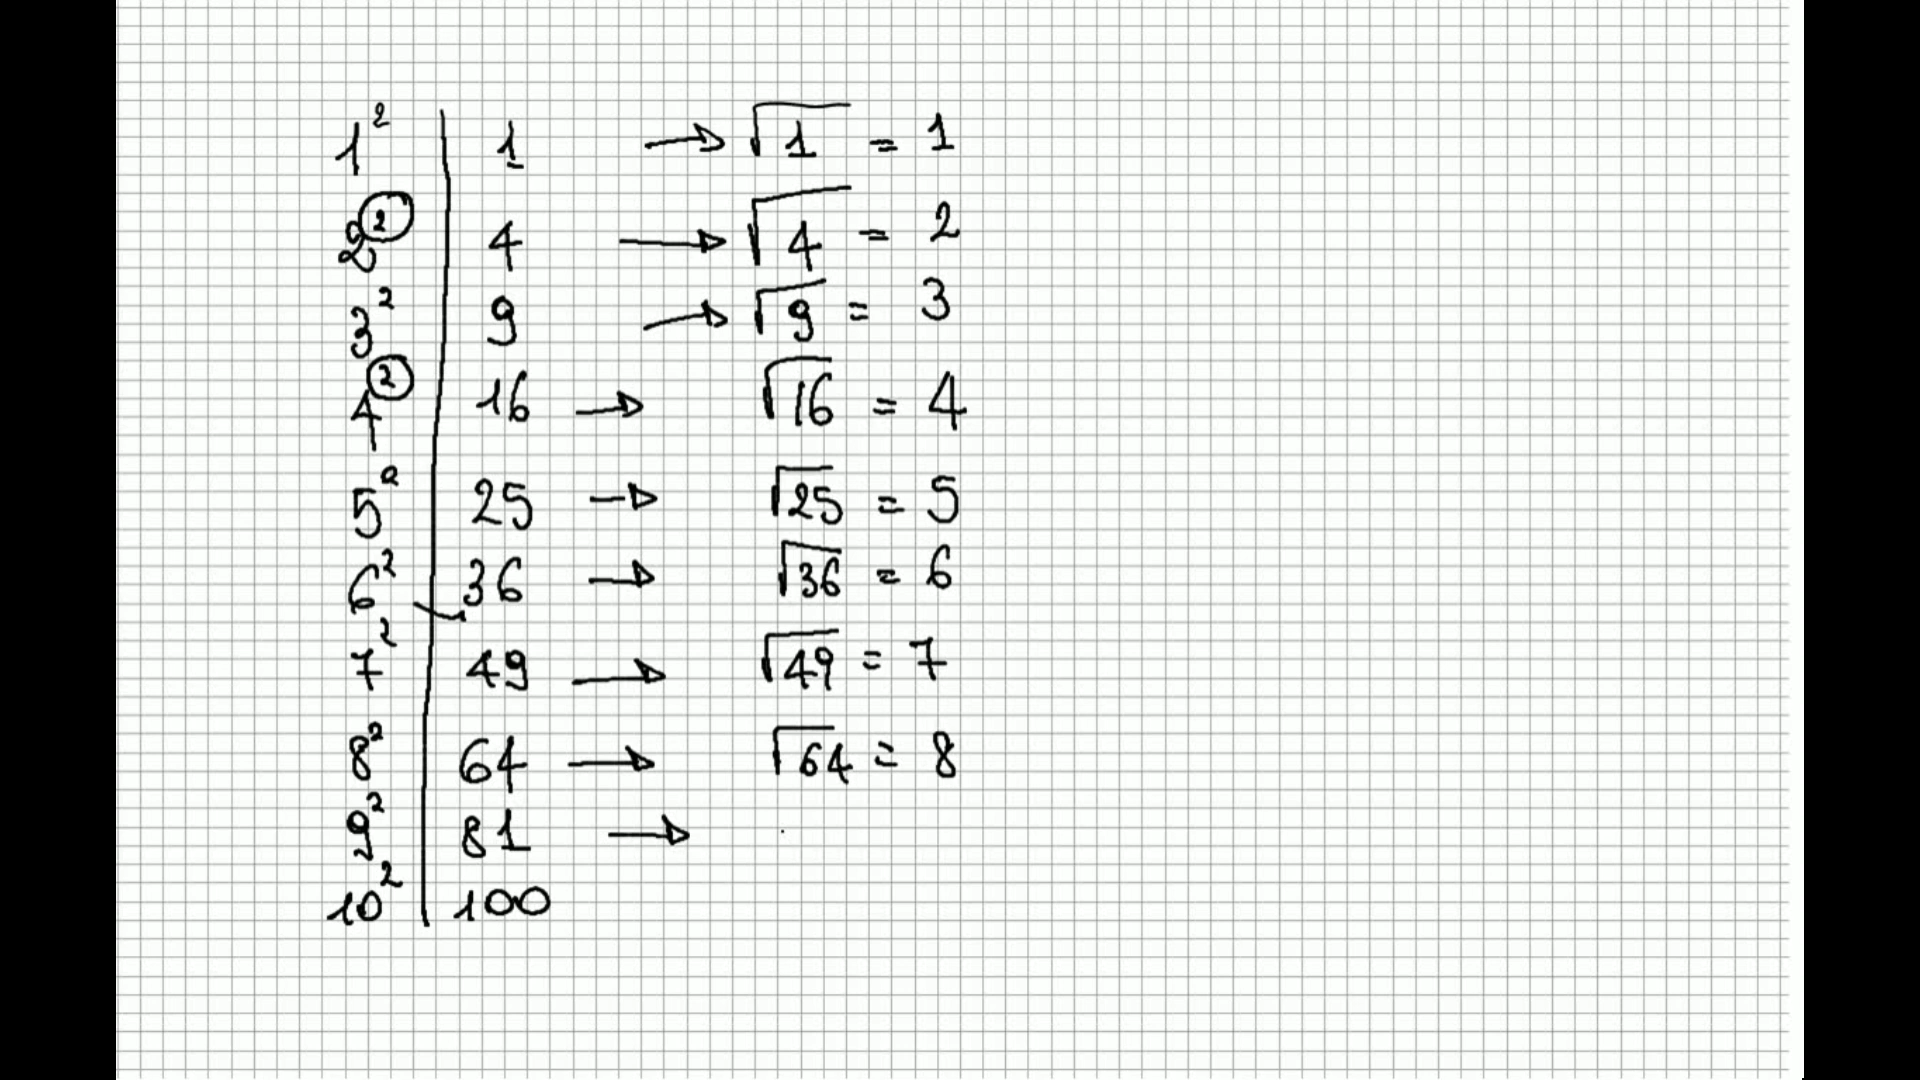 1² | 1 → √1 = 1
2² | 4 → √4 = 2
3² | 9 → √9 = 3
4² | 16 → √16 = 4
5² | 25 → √25 = 5
6² | 36 → √36 = 6
7² | 49 → √49 = 7
8² | 64 → √64 = 8
9² | 81 →
10² | 100